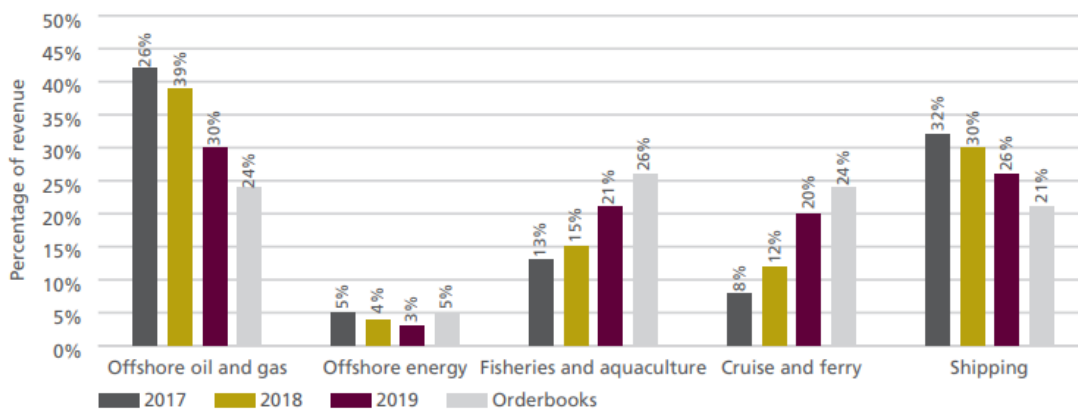 Percentage of revenue
50%
45%
40%
35%
30%
25%
20%
15%
10%
5%
0%
26% 39% 30% 24%
5% 4% 3% 5%
13% 15% 21% 26%
8% 12% 20% 24%
32% 30% 26% 21%
Offshore oil and gas Offshore energy Fisheries and aquaculture Cruise and ferry Shipping
2017 2018 2019 Orderbooks